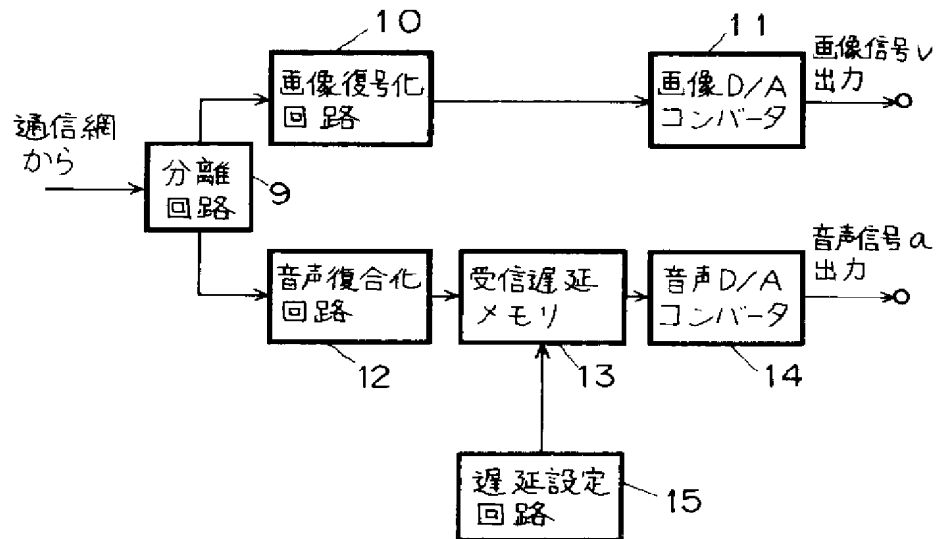 10
画像復号化
回路
11
画像D/A
コンバータ
画像信号v
出力
通信網
から
分離
回路
9
音声復合化
回路
12
受信遅延
メモリ
13
音声D/A
コンバータ
14
音声信号a
出力
遅延設定
回路
15